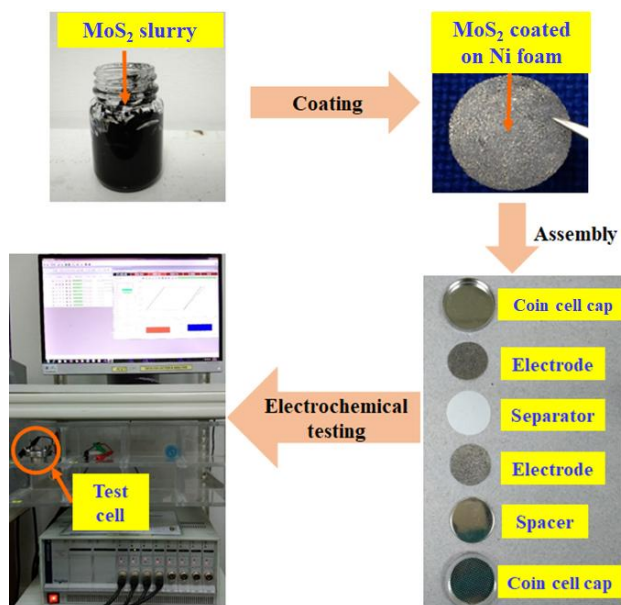 MoS₂ slurry
Coating
MoS₂ coated
on Ni foam
Assembly
Coin cell cap
Electrode
Separator
Electrode
Spacer
Coin cell cap
Electrochemical
testing
Test
cell